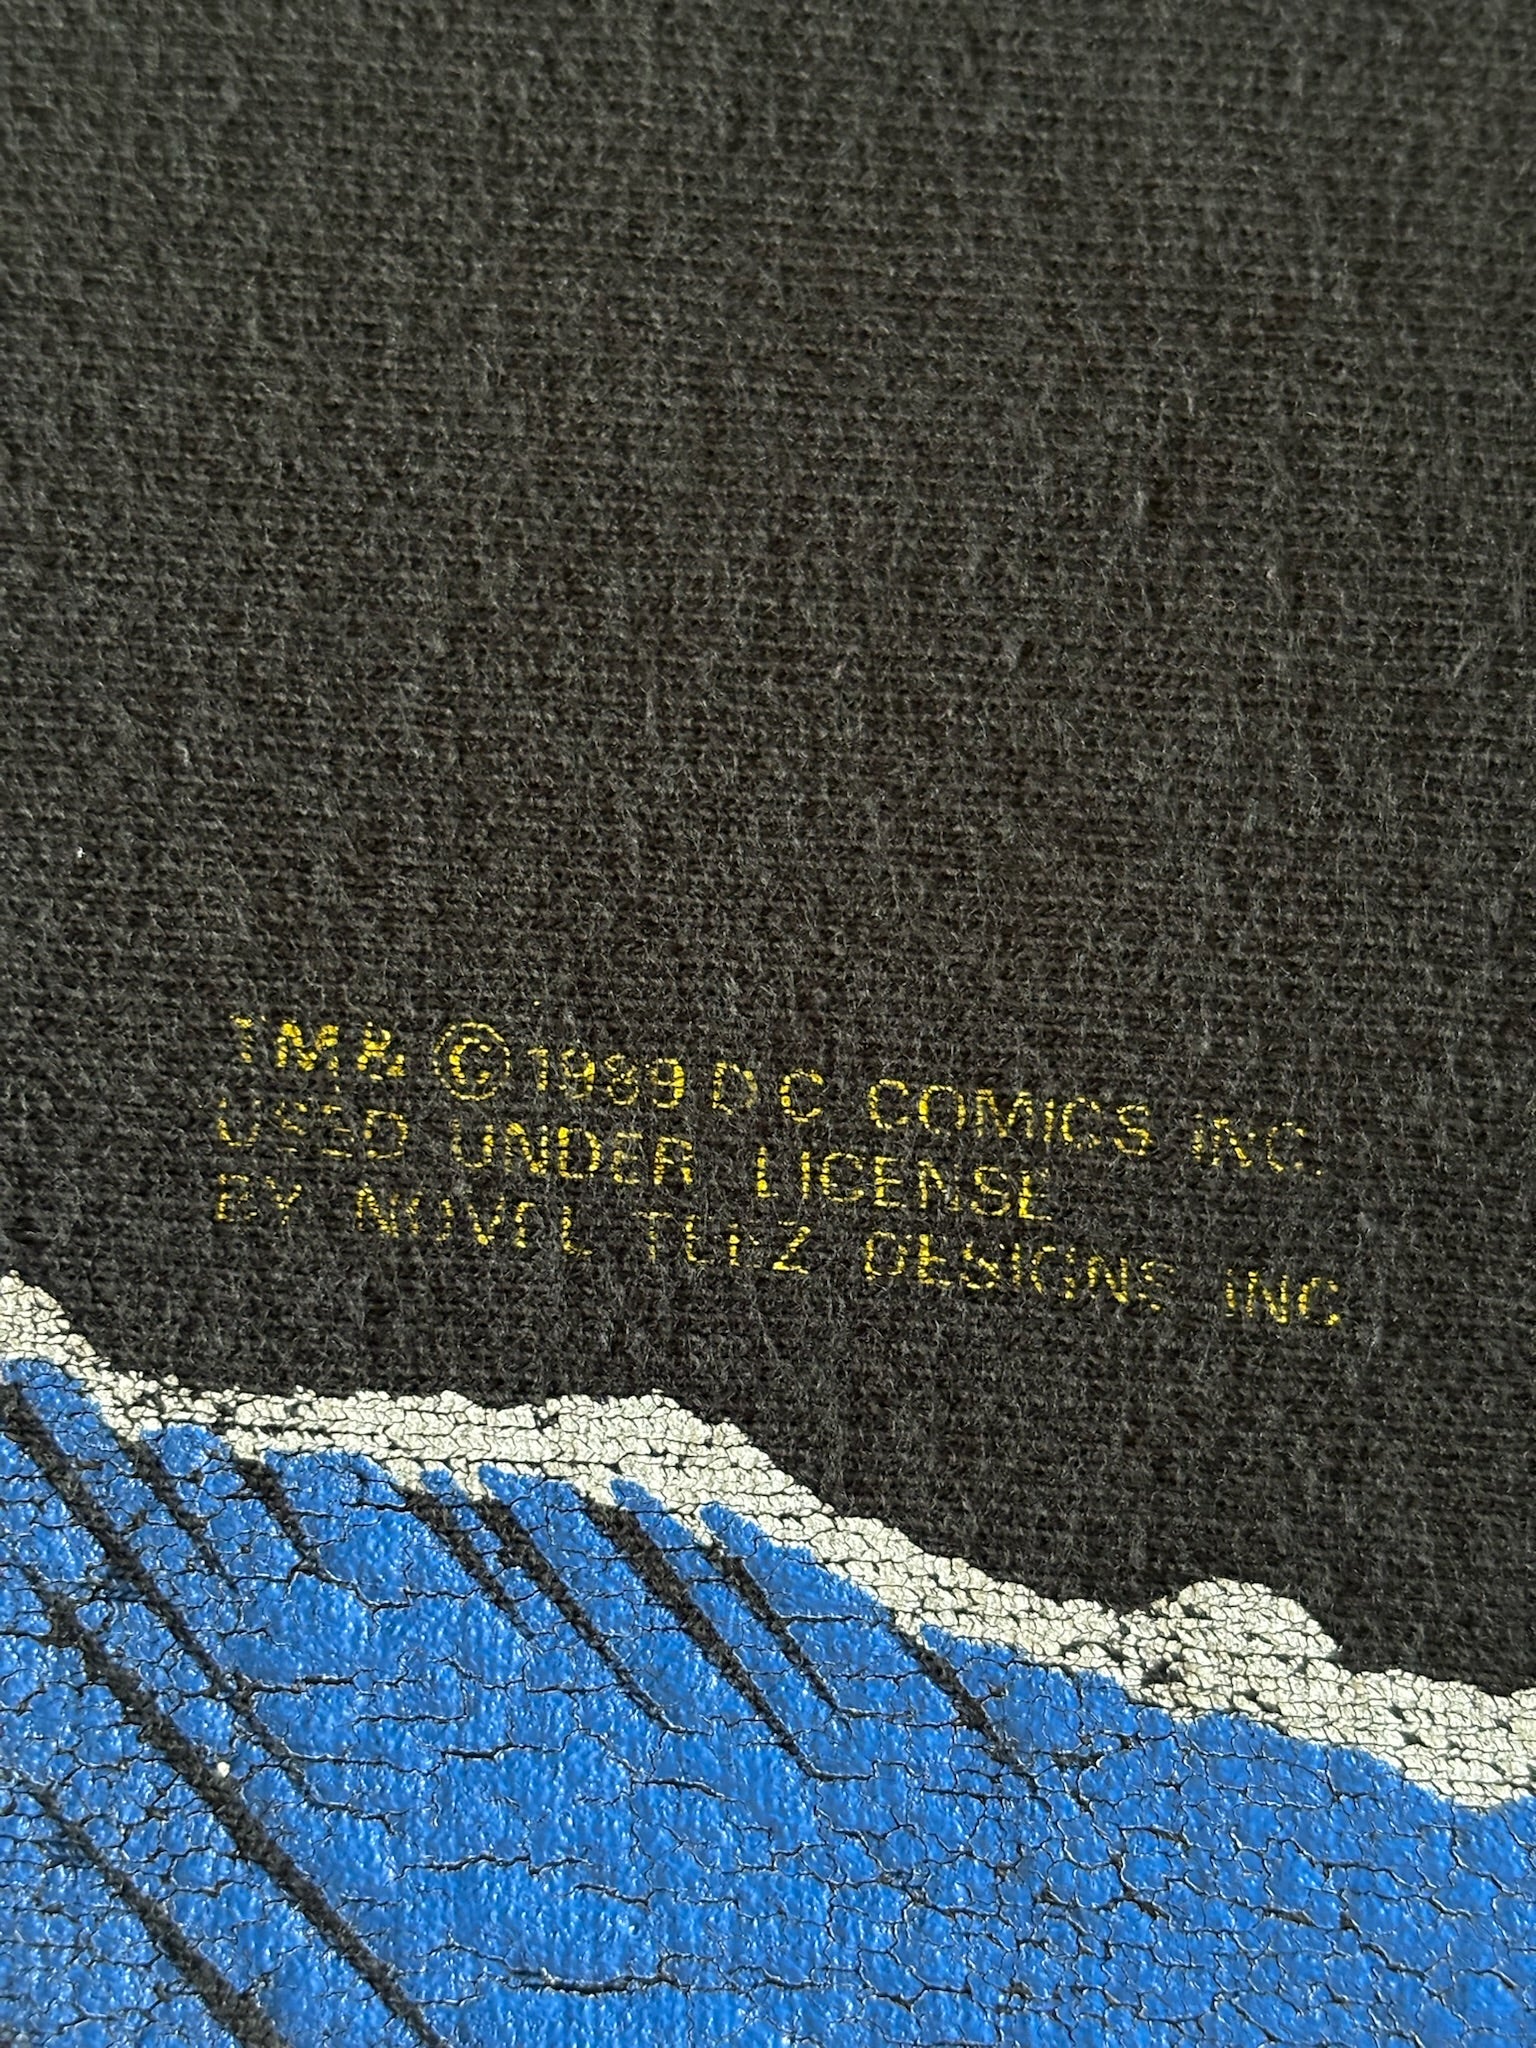 TM & © 1989 D C COMICS INC.
USED UNDER LICENSE
BY NOVEL TEEZ DESIGNS INC